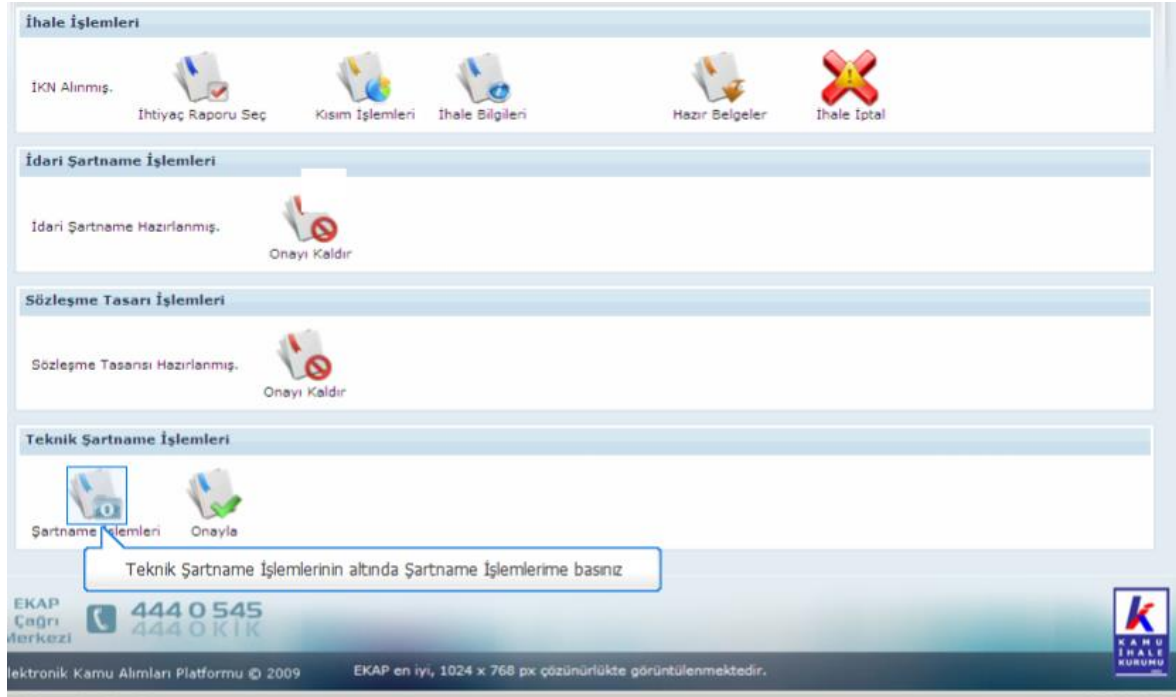 İhale İşlemleri
İKN Alınmış.
İhtiyaç Raporu Seç
Kısım İşlemleri
İhale Bilgileri
Hazır Belgeler
İhale İptal
İdari Şartname İşlemleri
İdari Şartname Hazırlanmış.
Onayı Kaldır
Sözleşme Tasarı İşlemleri
Sözleşme Tasarısı Hazırlanmış.
Onayı Kaldır
Teknik Şartname İşlemleri
Şartname İşlemleri
Onayla
Teknik Şartname İşlemlerinin altında Şartname İşlemlerime basınız
EKAP
Çağrı
Merkezi
444 0 545
444 0 KİK
KAMU
İHALE
KURUMU
lektronik Kamu Alımları Platformu © 2009
EKAP en iyi, 1024 x 768 px çözünürlükte görüntülenmektedir.